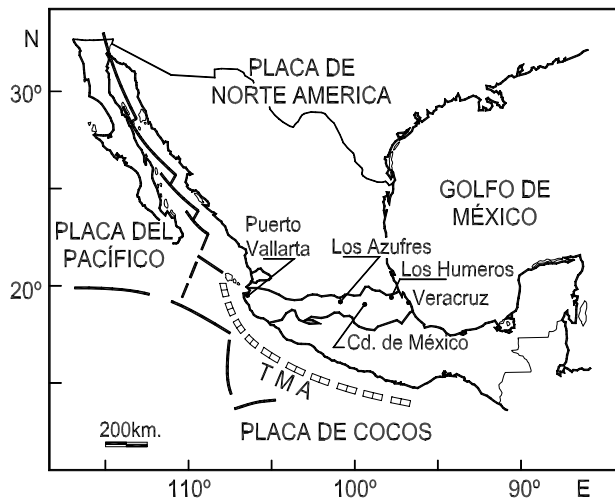 N
PLACA DE
NORTE AMERICA
30º
GOLFO DE
MÉXICO
PLACA DEL
PACÍFICO
Puerto
Vallarta
Los Azufres
Los Humeros
20º
Veracruz
Cd. de México
TMA
200km.
PLACA DE COCOS
110º
100º
90º
E